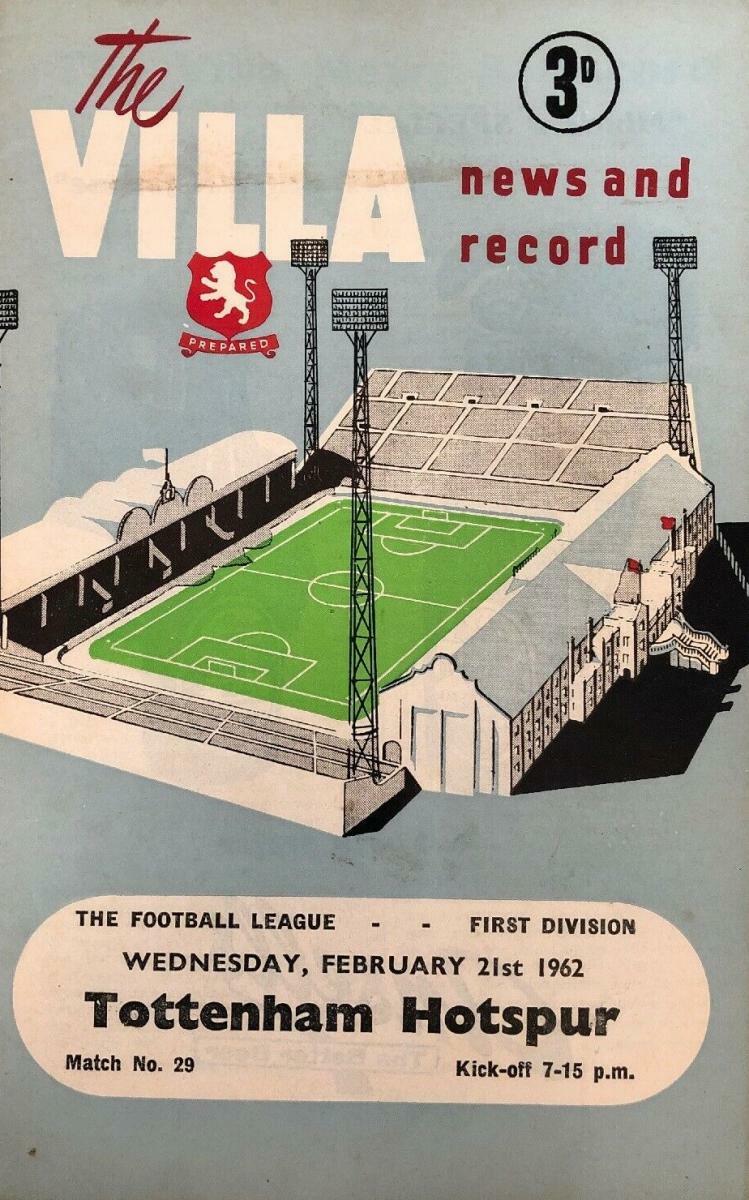 The
VILLA
3D
news and
record
PREPARED
THE FOOTBALL LEAGUE - - FIRST DIVISION
WEDNESDAY, FEBRUARY 21st 1962
Tottenham Hotspur
Match No. 29 Kick-off 7-15 p.m.